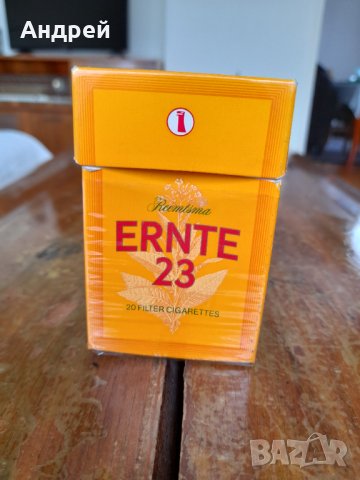 Андрей
Reemtsma
ERNTE
23
20 FILTER CIGARETTES
BAZAR